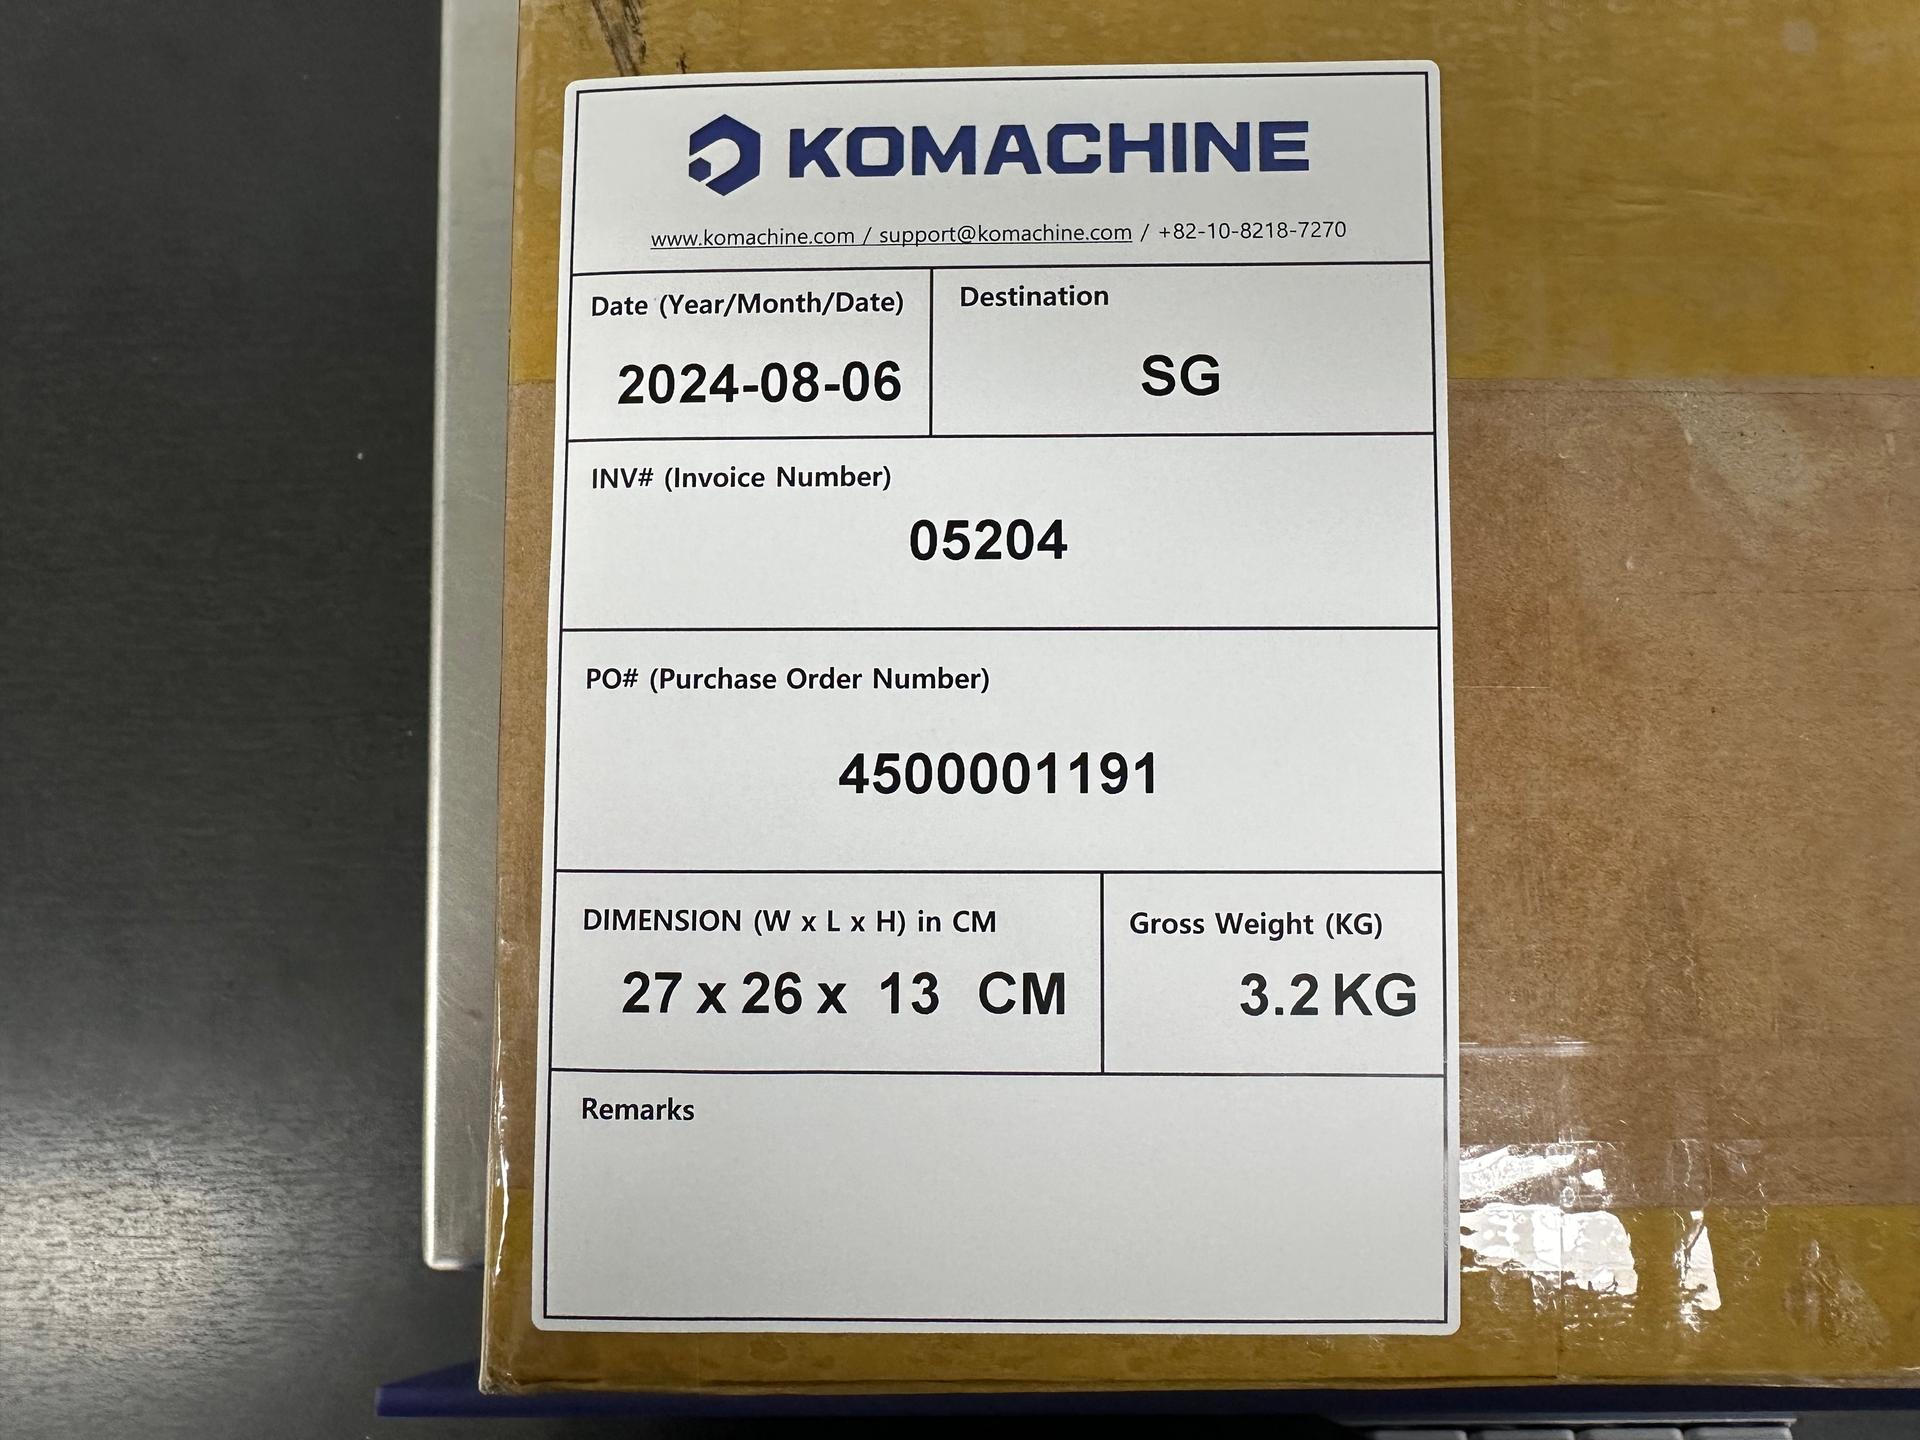 KOMACHINE
www.komachine.com / support@komachine.com / +82-10-8218-7270
Date (Year/Month/Date)
2024-08-06
Destination
SG
INV# (Invoice Number)
05204
PO# (Purchase Order Number)
4500001191
DIMENSION (W x L x H) in CM
27 x 26 x 13 CM
Gross Weight (KG)
3.2 KG
Remarks